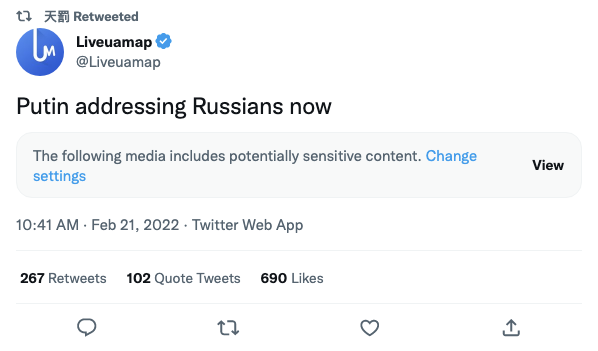 天罰 Retweeted
Liveuamap
@Liveuamap
Putin addressing Russians now
The following media includes potentially sensitive content. Change
settings
View
10:41 AM · Feb 21, 2022 · Twitter Web App
267 Retweets 102 Quote Tweets 690 Likes